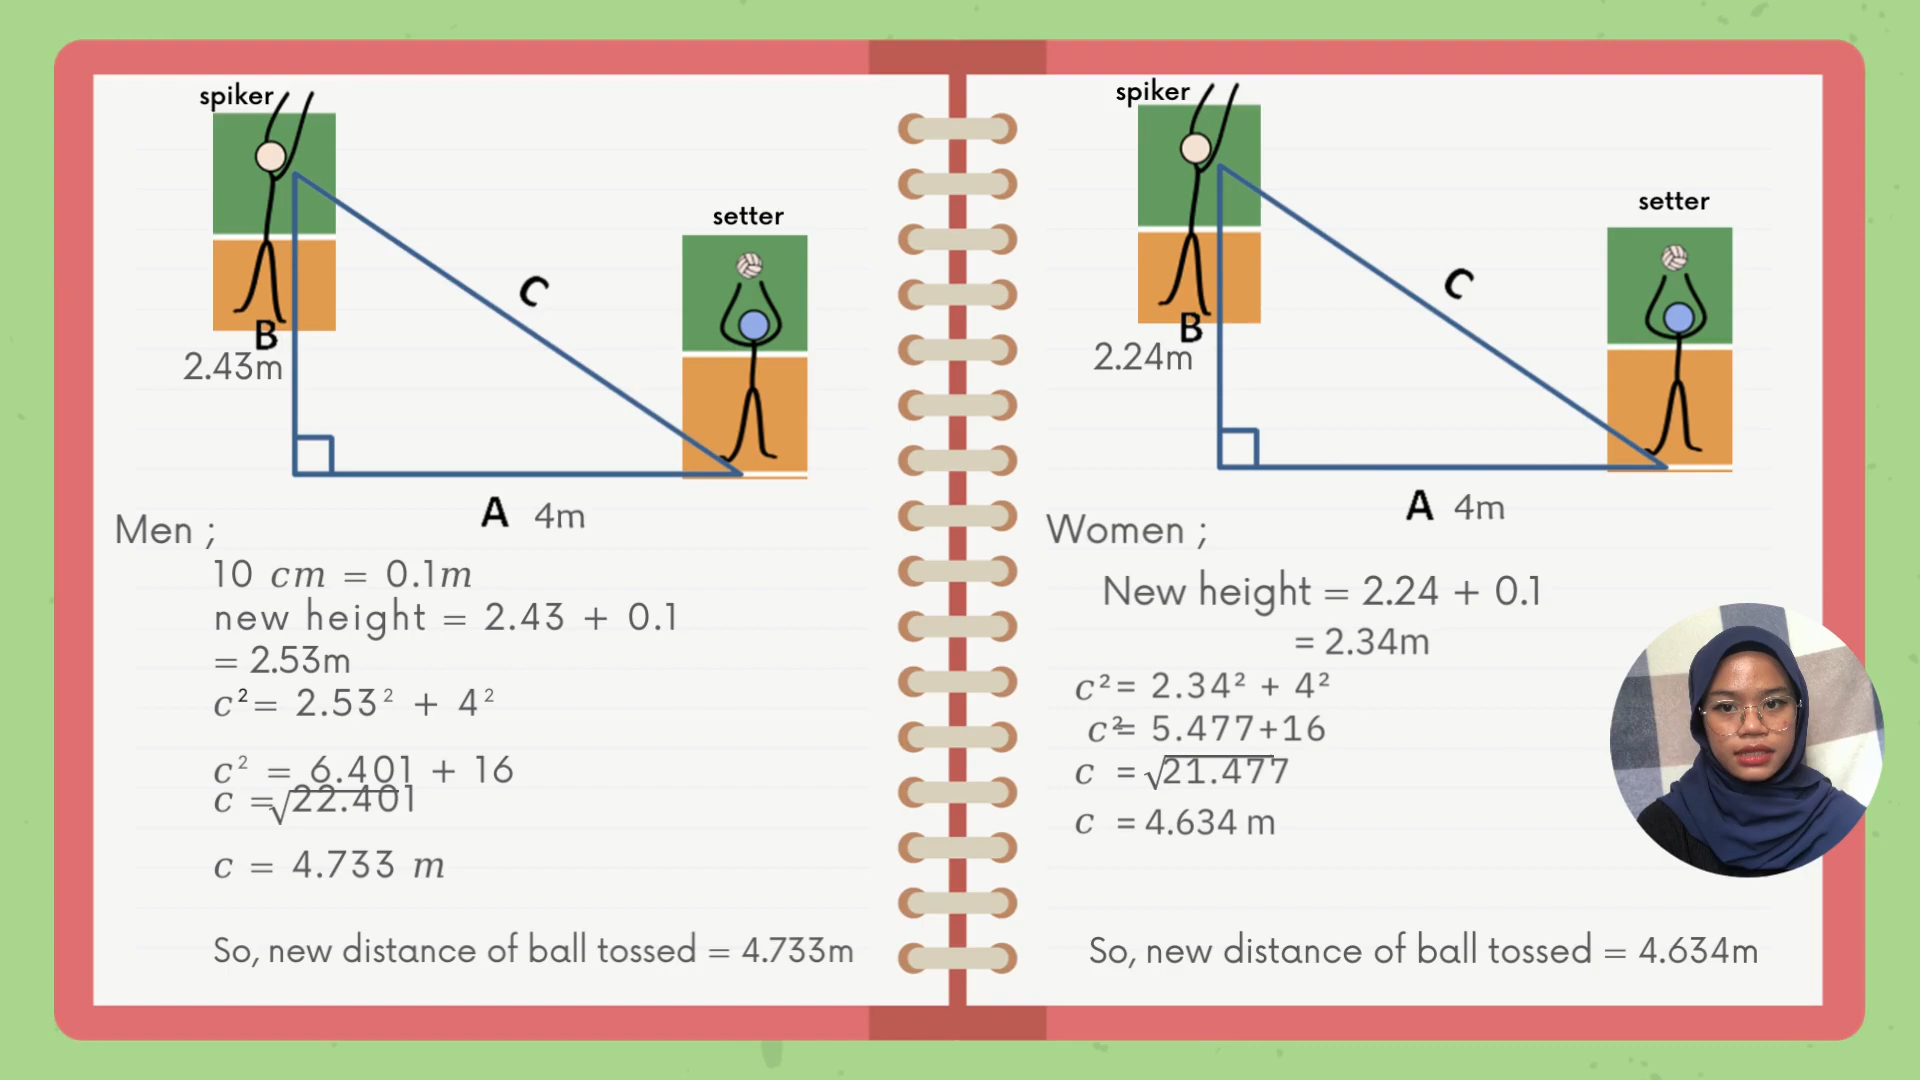 spiker
setter
C
B
2.43m
A 4m
Men ;
10 cm = 0.1m
new height = 2.43 + 0.1
= 2.53m
c²= 2.53² + 4²
c² = 6.401 + 16
c =√22.401
c = 4.733 m
So, new distance of ball tossed = 4.733m
spiker
setter
C
B
2.24m
A 4m
Women ;
New height = 2.24 + 0.1
= 2.34m
c²= 2.34² + 4²
c²= 5.477+16
c =√21.477
c = 4.634 m
So, new distance of ball tossed = 4.634m